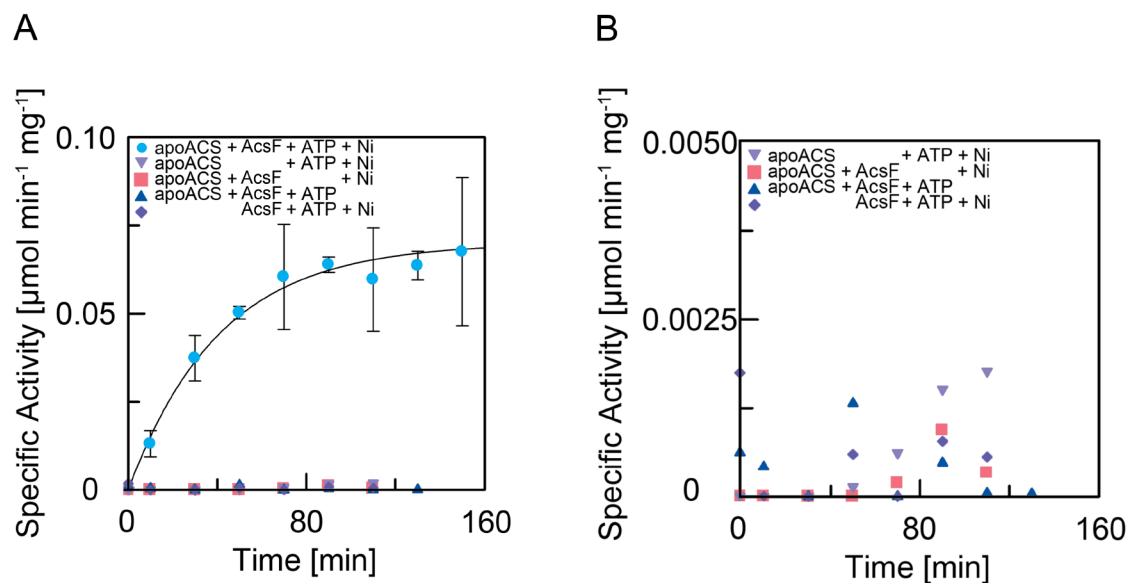 A
Specific Activity [µmol min⁻¹ mg⁻¹]
0.10
0.05
0
apoACS + AcsF + ATP + Ni
apoACS + ATP + Ni
apoACS + AcsF + Ni
apoACS + AcsF + ATP
AcsF + ATP + Ni
0 80 160
Time [min]
B
Specific Activity [µmol min⁻¹ mg⁻¹]
0.0050
0.0025
0
apoACS + ATP + Ni
apoACS + AcsF + Ni
apoACS + AcsF + ATP
AcsF + ATP + Ni
0 80 160
Time [min]